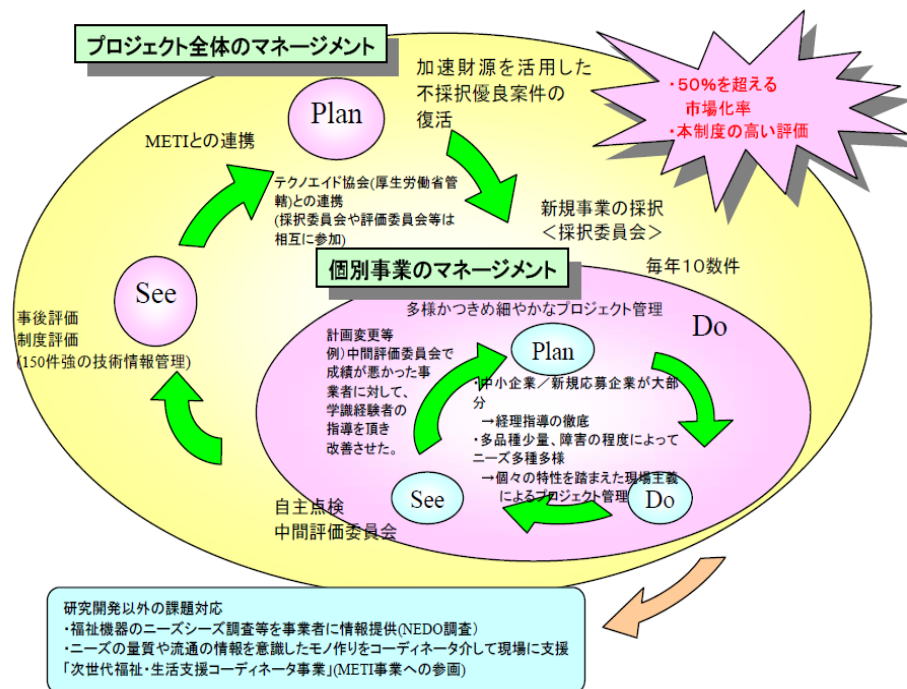 プロジェクト全体のマネージメント
加速財源を活用した
不採択優良案件の
復活
・50%を超える
市場化率
・本制度の高い評価
Plan
METIとの連携
テクノエイド協会(厚生労働省管
轄)との連携
(採択委員会や評価委員会等は
相互に参加)
新規事業の採択
<採択委員会>
毎年10数件
個別事業のマネージメント
See
事後評価
制度評価
(150件強の技術情報管理)
多様かつきめ細やかなプロジェクト管理
Do
計画変更等
例)中間評価委員会で
成績が悪かった事
業者に対して、
学識経験者の
指導を頂き
改善させた。
Plan
・中小企業/新規応募企業が大部
分
→経理指導の徹底
・多品種少量、障害の程度によって
ニーズ多種多様
→個々の特性を踏まえた現場主義
によるプロジェクト管理
See
Do
自主点検
中間評価委員会
研究開発以外の課題対応
・福祉機器のニーズシーズ調査等を事業者に情報提供(NEDO調査)
・ニーズの量質や流通の情報を意識したモノ作りをコーディネータ介して現場に支援
「次世代福祉・生活支援コーディネータ事業」(METI事業への参画)